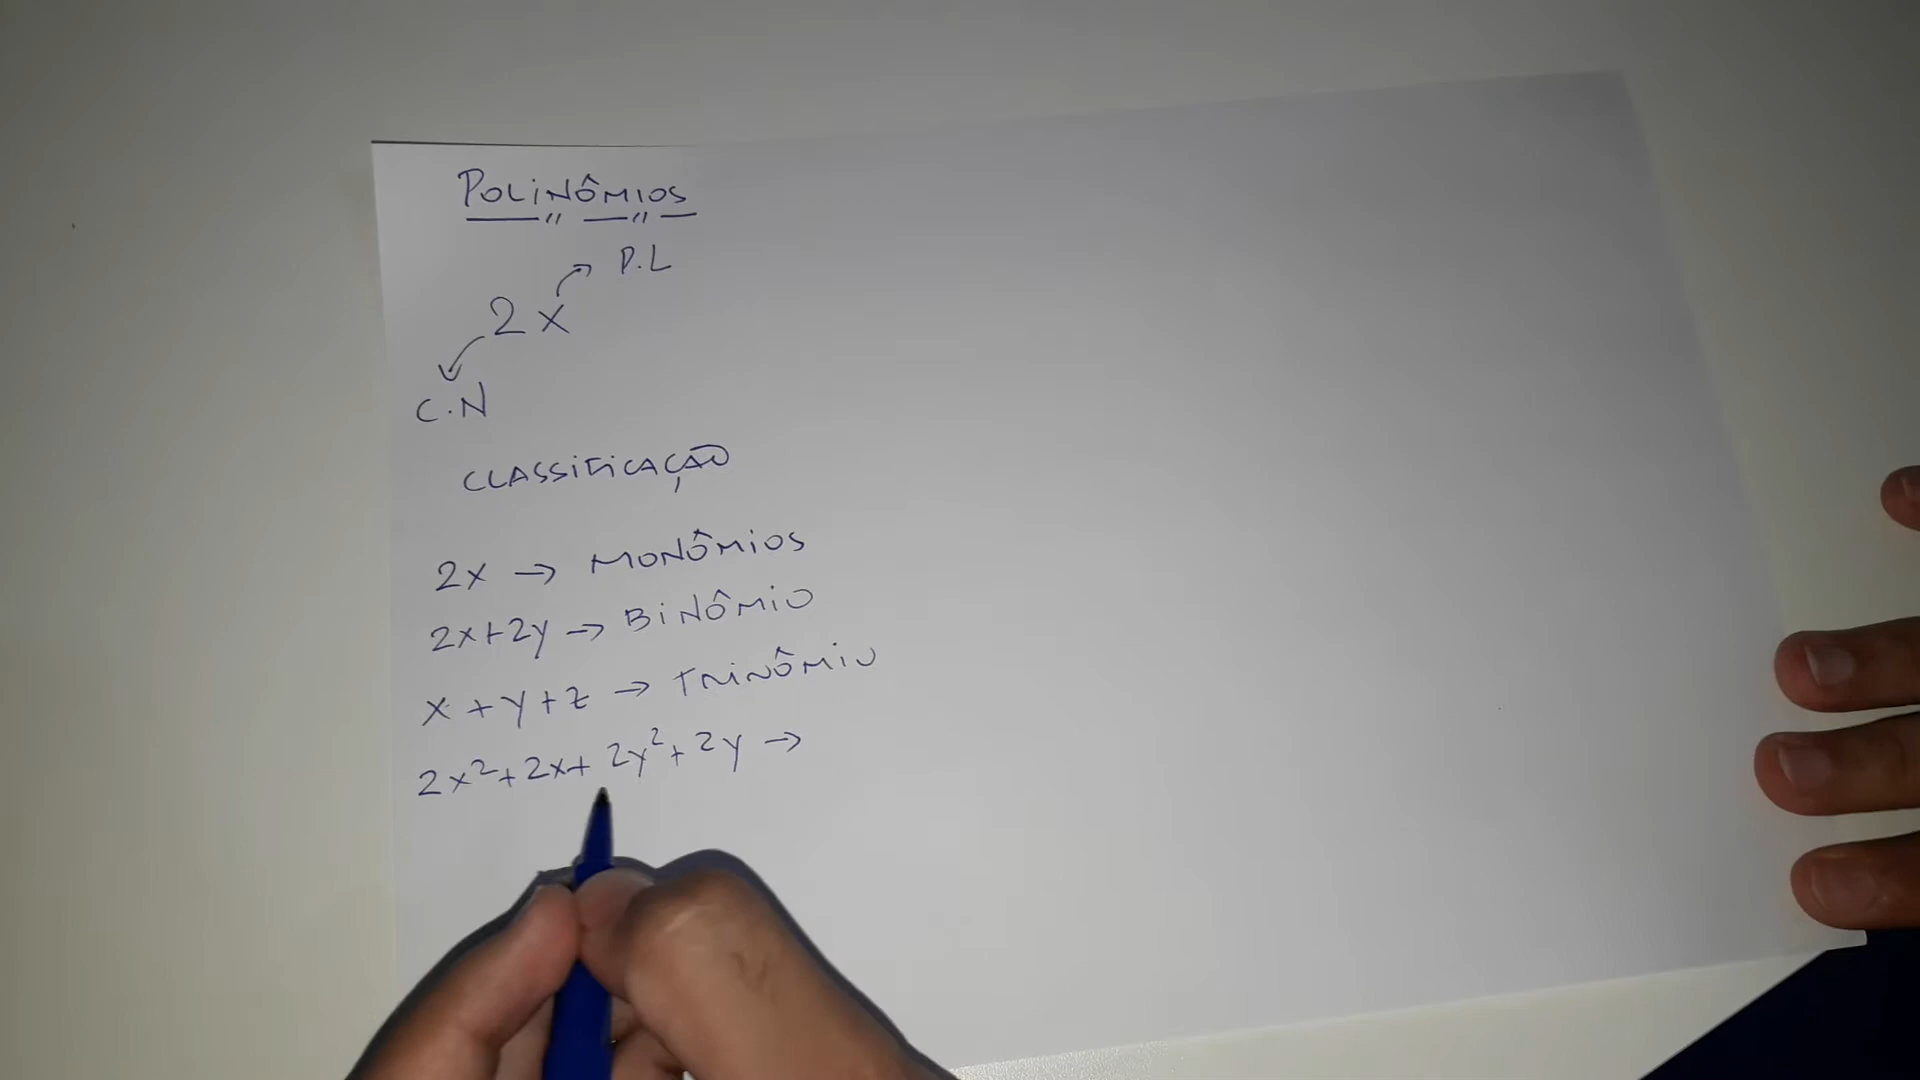 POLINÔMIOS
P.L
2x
C.N
CLASSIFICAÇÃO
2x → MONÔMIOS
2x+2y → BINÔMIO
x+y+z → TRINÔMIO
2x²+2x+2y²+2y →